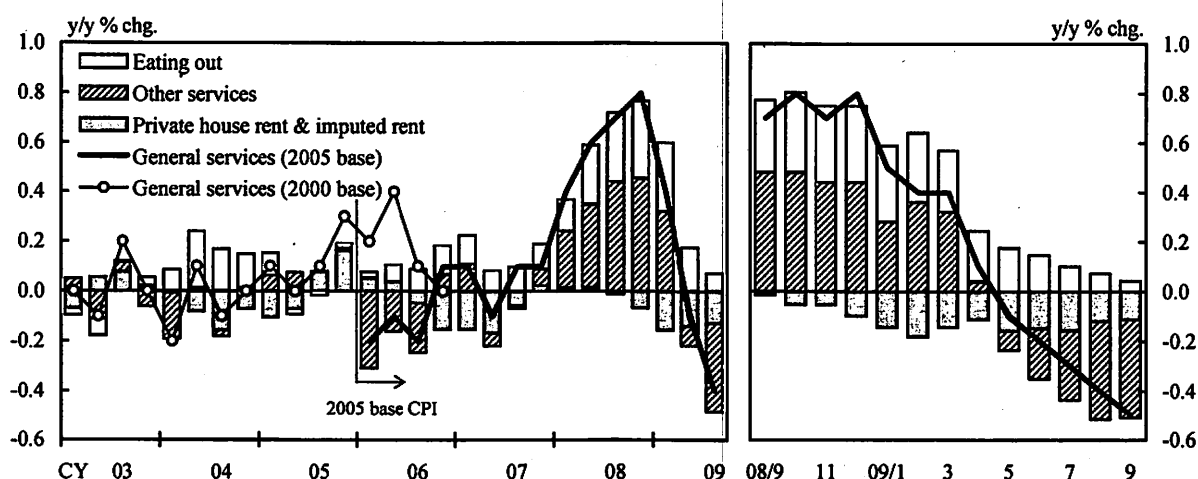 y/y % chg.
1.0
0.8
0.6
0.4
0.2
0.0
-0.2
-0.4
-0.6
Eating out
Other services
Private house rent & imputed rent
General services (2005 base)
General services (2000 base)
2005 base CPI
CY 03 04 05 06 07 08 09
y/y % chg.
1.0
0.8
0.6
0.4
0.2
0.0
-0.2
-0.4
-0.6
08/9 11 09/1 3 5 7 9